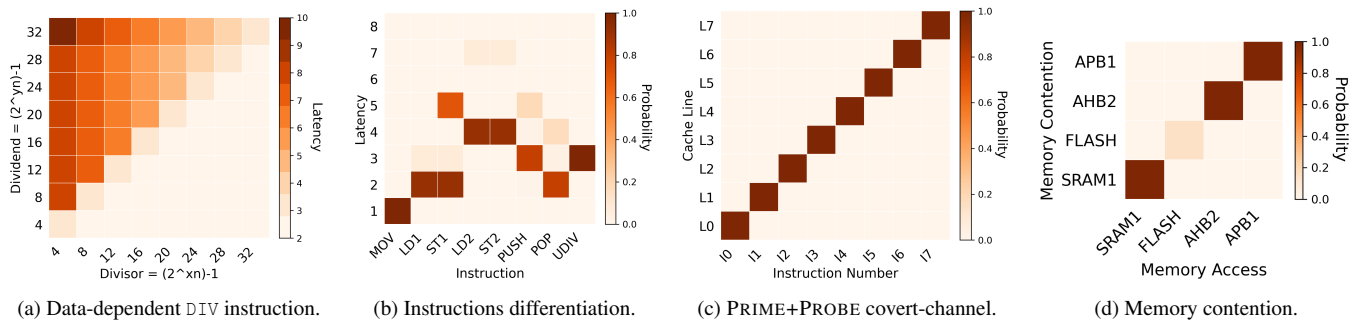 32
28
24
20
16
12
8
4
Dividend = (2^yn)-1
4 8 12 16 20 24 28 32
Divisor = (2^xn)-1
10
9
8
7
6
5
4
3
2
Latency
(a) Data-dependent DIV instruction.
8
7
6
5
4
3
2
1
Latency
MOV LD1 ST1 LD2 ST2 PUSH POP UDIV
Instruction
1.0
0.8
0.6
0.4
0.2
0.0
Probability
(b) Instructions differentiation.
L7
L6
L5
L4
L3
L2
L1
L0
Cache Line
I0 I1 I2 I3 I4 I5 I6 I7
Instruction Number
1.0
0.8
0.6
0.4
0.2
0.0
Probability
(c) PRIME+PROBE covert-channel.
APB1
AHB2
FLASH
SRAM1
Memory Contention
SRAM1 FLASH AHB2 APB1
Memory Access
1.0
0.8
0.6
0.4
0.2
0.0
Probability
(d) Memory contention.